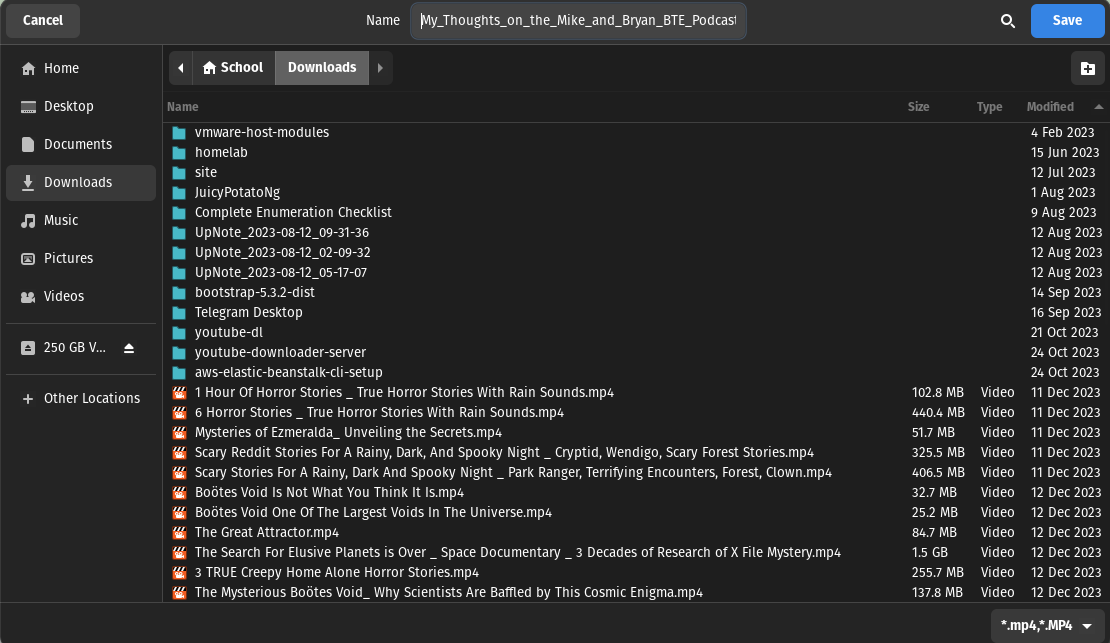 Cancel Name My_Thoughts_on_the_Mike_and_Bryan_BTE_Podcast Save
Home
Desktop
Documents
Downloads
Music
Pictures
Videos
250 GB V...
Other Locations
School Downloads
Name Size Type Modified
vmware-host-modules 4 Feb 2023
homelab 15 Jun 2023
site 12 Jul 2023
JuicyPotatoNg 1 Aug 2023
Complete Enumeration Checklist 9 Aug 2023
UpNote_2023-08-12_09-31-36 12 Aug 2023
UpNote_2023-08-12_02-09-32 12 Aug 2023
UpNote_2023-08-12_05-17-07 12 Aug 2023
bootstrap-5.3.2-dist 14 Sep 2023
Telegram Desktop 16 Sep 2023
youtube-dl 21 Oct 2023
youtube-downloader-server 24 Oct 2023
aws-elastic-beanstalk-cli-setup 24 Oct 2023
1 Hour Of Horror Stories _ True Horror Stories With Rain Sounds.mp4 102.8 MB Video 11 Dec 2023
6 Horror Stories _ True Horror Stories With Rain Sounds.mp4 440.4 MB Video 11 Dec 2023
Mysteries of Ezmeralda_ Unveiling the Secrets.mp4 51.7 MB Video 11 Dec 2023
Scary Reddit Stories For A Rainy, Dark, And Spooky Night _ Cryptid, Wendigo, Scary Forest Stories.mp4 325.5 MB Video 11 Dec 2023
Scary Stories For A Rainy, Dark And Spooky Night _ Park Ranger, Terrifying Encounters, Forest, Clown.mp4 406.5 MB Video 11 Dec 2023
Boötes Void Is Not What You Think It Is.mp4 32.7 MB Video 12 Dec 2023
Boötes Void One Of The Largest Voids In The Universe.mp4 25.2 MB Video 12 Dec 2023
The Great Attractor.mp4 84.7 MB Video 12 Dec 2023
The Search For Elusive Planets is Over _ Space Documentary _ 3 Decades of Research of X File Mystery.mp4 1.5 GB Video 12 Dec 2023
3 TRUE Creepy Home Alone Horror Stories.mp4 255.7 MB Video 12 Dec 2023
The Mysterious Boötes Void_ Why Scientists Are Baffled by This Cosmic Enigma.mp4 137.8 MB Video 12 Dec 2023
*.mp4,*.MP4